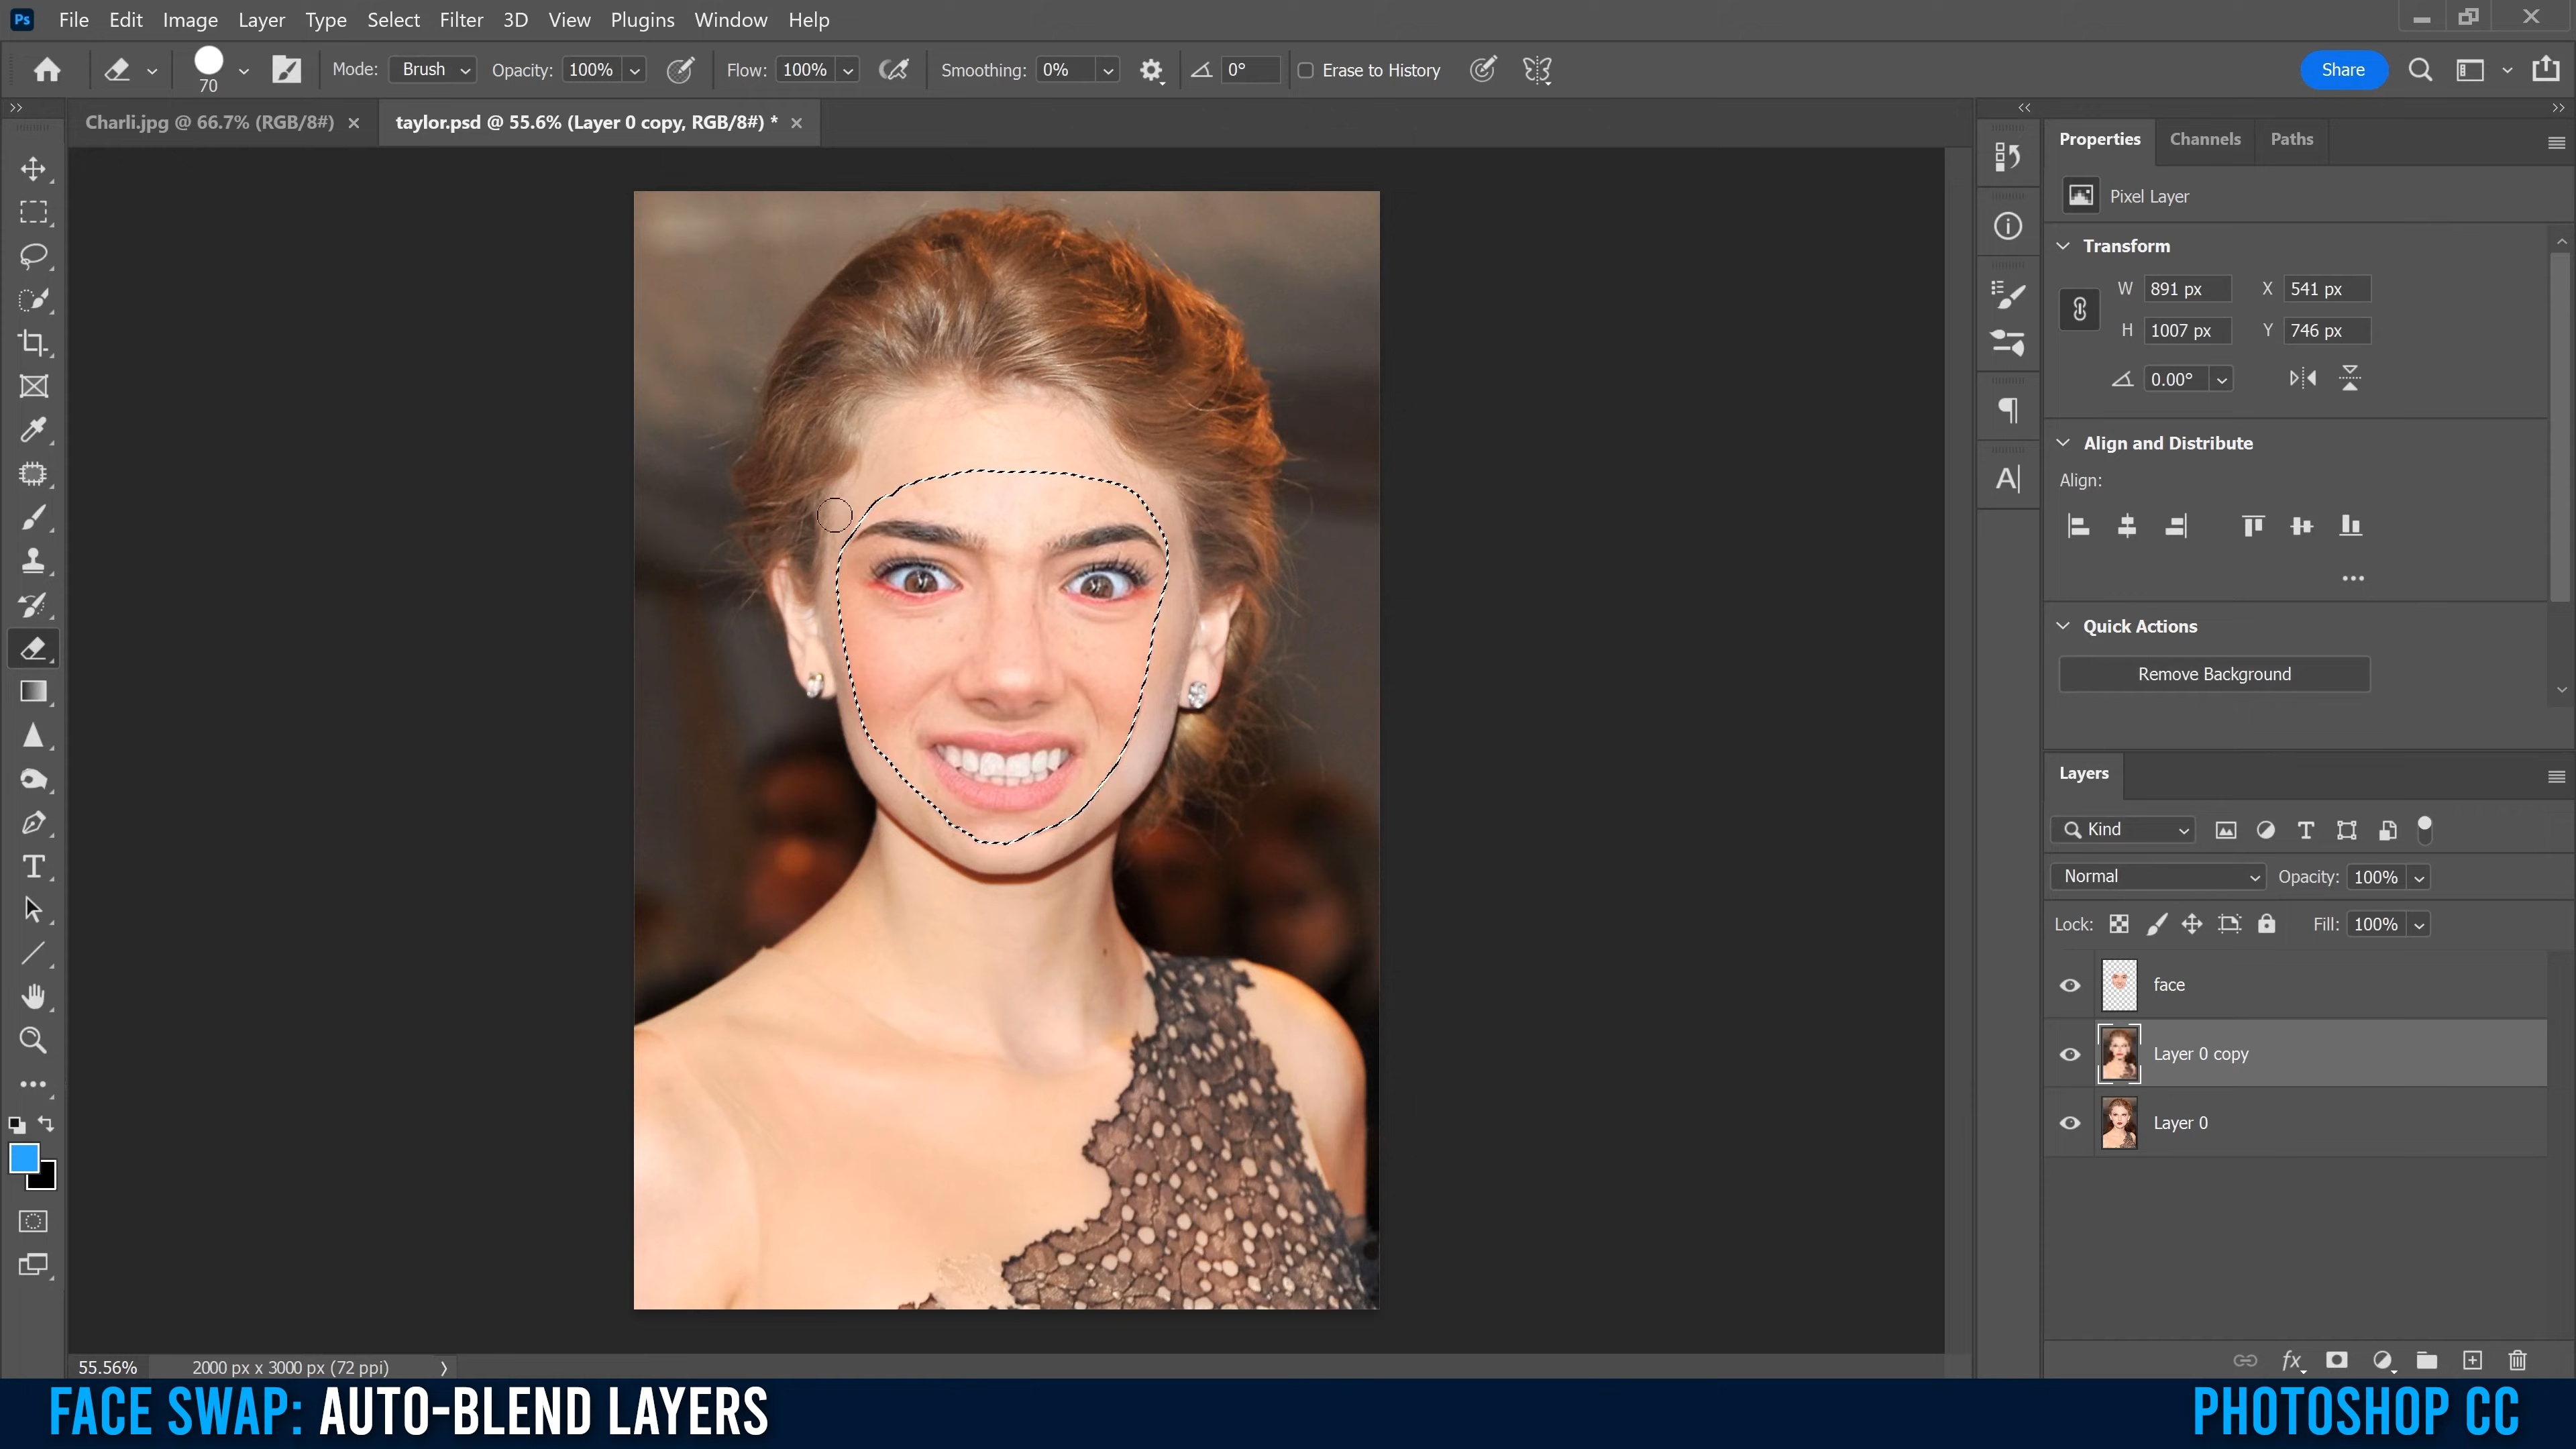 Ps File Edit Image Layer Type Select Filter 3D View Plugins Window Help
70 Mode: Brush Opacity: 100% Flow: 100% Smoothing: 0% 0° Erase to History Share
Charli.jpg @ 66.7% (RGB/8#) × taylor.psd @ 55.6% (Layer 0 copy, RGB/8#) * ×
Properties Channels Paths
Pixel Layer
Transform
W 891 px X 541 px
H 1007 px Y 746 px
0.00°
Align and Distribute
Align:
Quick Actions
Remove Background
Layers
Kind
Normal Opacity: 100%
Lock: Fill: 100%
face
Layer 0 copy
Layer 0
55.56% 2000 px x 3000 px (72 ppi)
FACE SWAP: AUTO-BLEND LAYERS
PHOTOSHOP CC